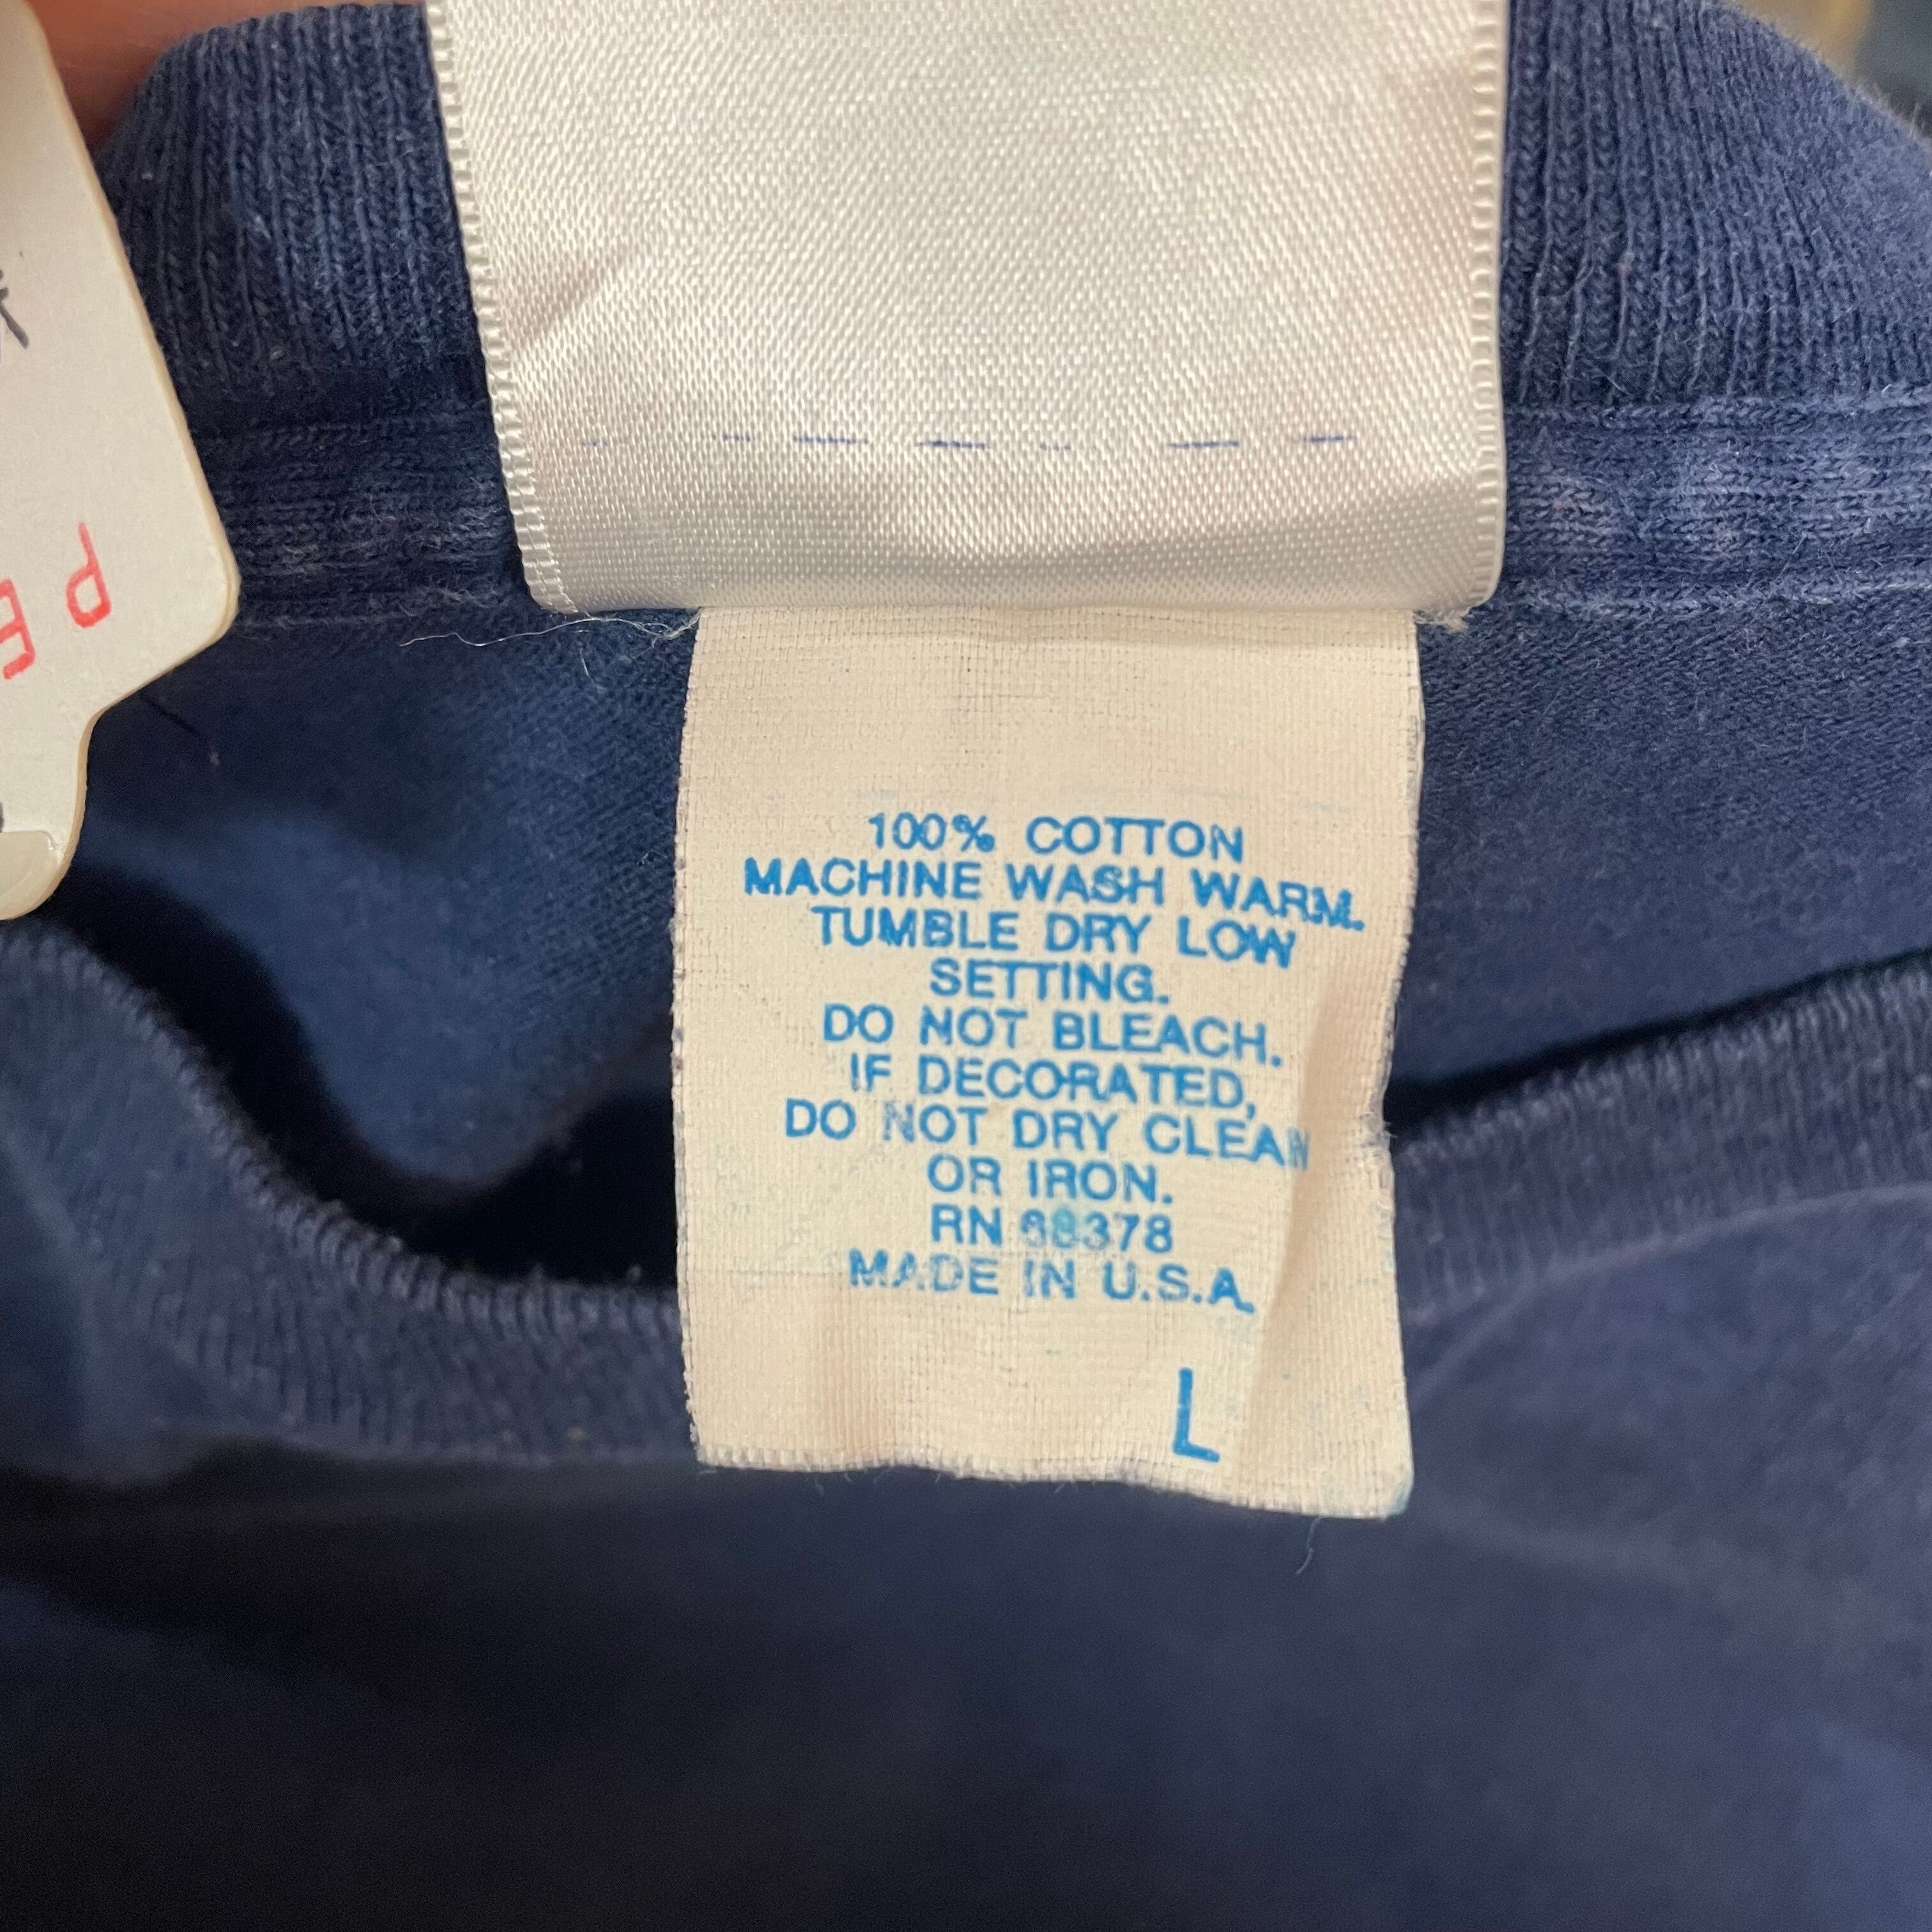 100% COTTON
MACHINE WASH WARM.
TUMBLE DRY LOW
SETTING.
DO NOT BLEACH.
IF DECORATED,
DO NOT DRY CLEAN
OR IRON.
RN 68378
MADE IN U.S.A.
L